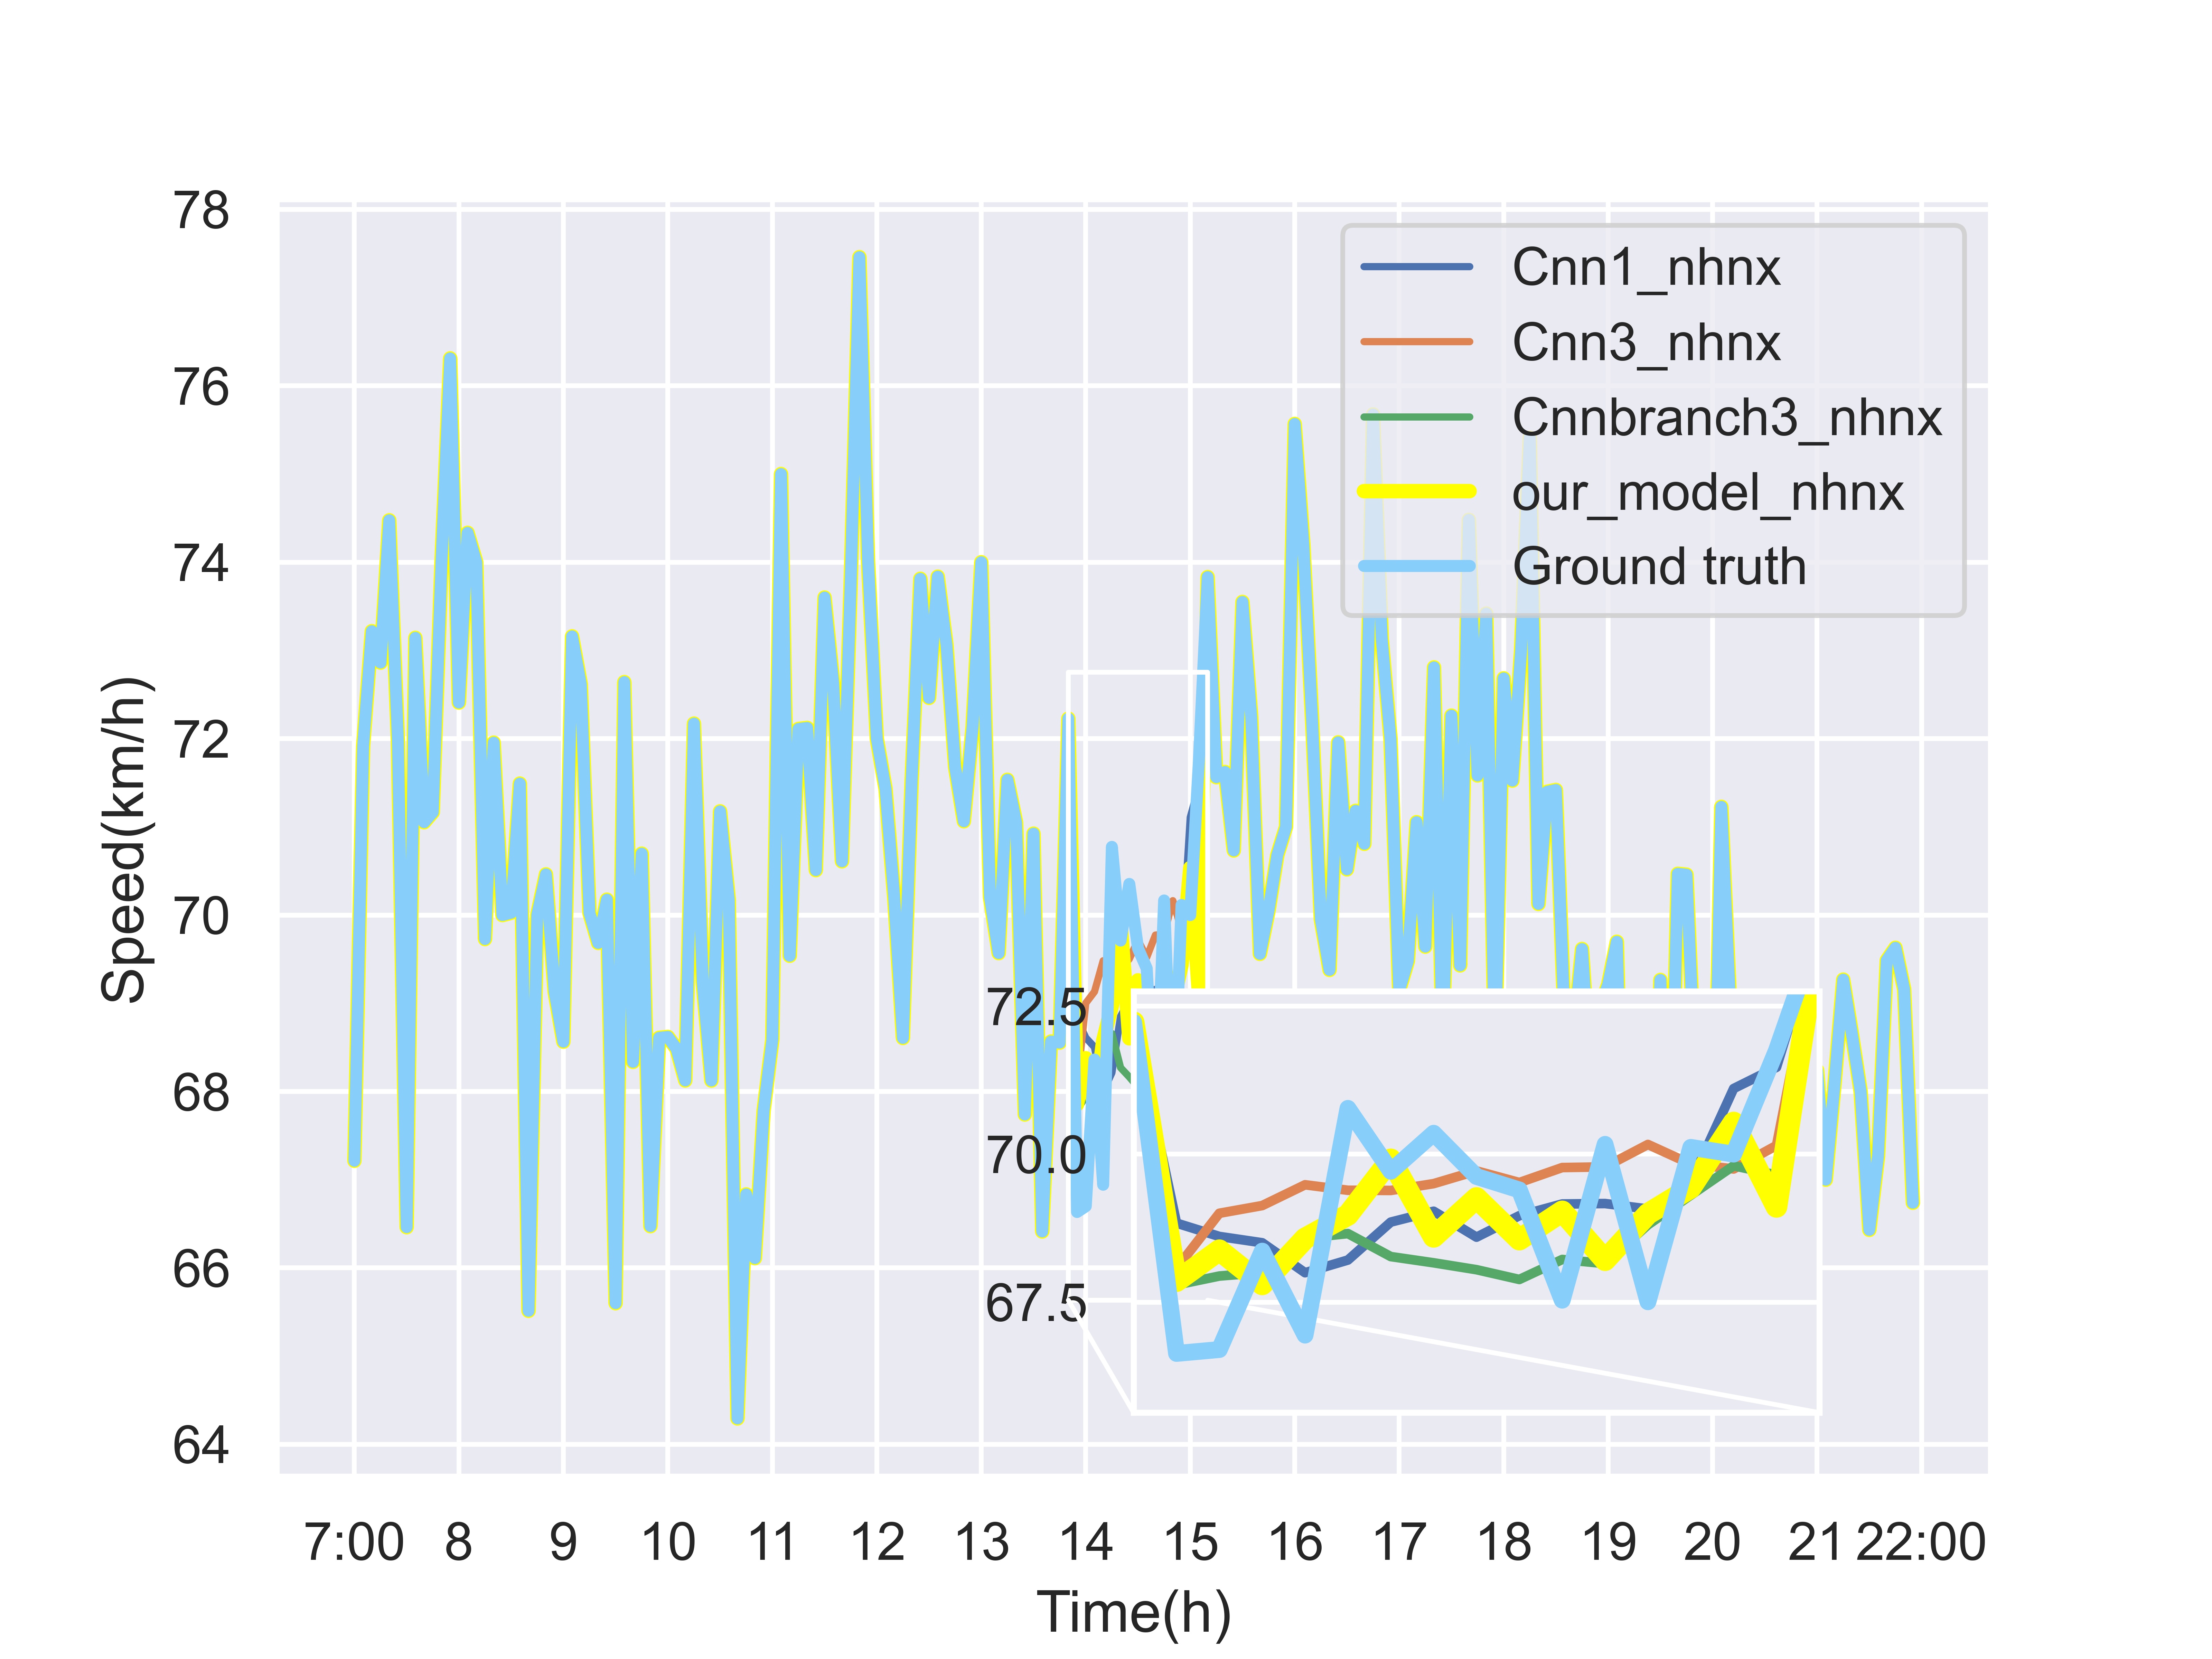 78
76
74
72
70
68
66
64
Speed(km/h)
Cnn1_nhnx
Cnn3_nhnx
Cnnbranch3_nhnx
our_model_nhnx
Ground truth
72.5
70.0
67.5
7:00 8 9 10 11 12 13 14 15 16 17 18 19 20 21 22:00
Time(h)